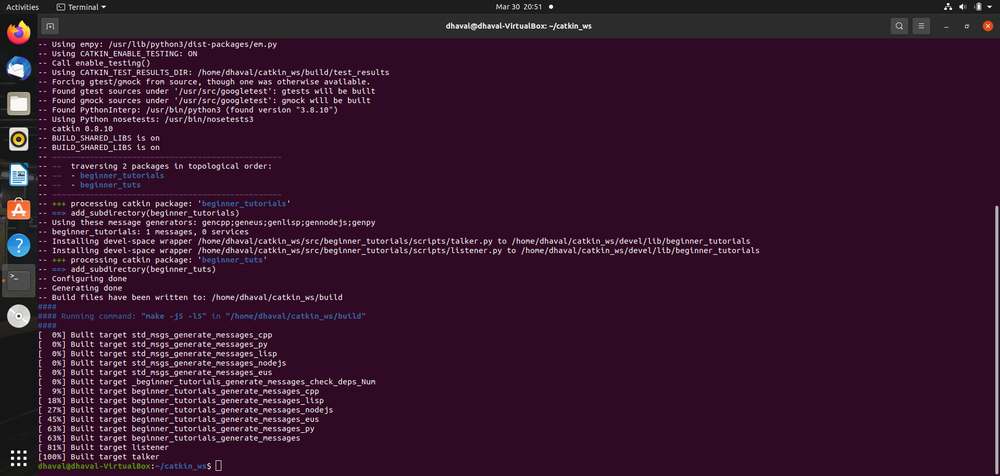 Activities
Terminal
Mar 30 20:51
dhaval@dhaval-VirtualBox: ~/catkin_ws
-- Using empy: /usr/lib/python3/dist-packages/em.py
-- Using CATKIN_ENABLE_TESTING: ON
-- Call enable_testing()
-- Using CATKIN_TEST_RESULTS_DIR: /home/dhaval/catkin_ws/build/test_results
-- Forcing gtest/gmock from source, though one was otherwise available.
-- Found gtest sources under '/usr/src/googletest': gtests will be built
-- Found gmock sources under '/usr/src/googletest': gmock will be built
-- Found PythonInterp: /usr/bin/python3 (found version "3.8.10")
-- Using Python nosetests: /usr/bin/nosetests3
-- catkin 0.8.10
-- BUILD_SHARED_LIBS is on
-- BUILD_SHARED_LIBS is on
-- ~~~~~~~~~~~~~~~~~~~~~~~~~~~~~~~~~~~~~~~~~~~~~~~~~
-- ~~  traversing 2 packages in topological order:
-- ~~  - beginner_tutorials
-- ~~  - beginner_tuts
-- ~~~~~~~~~~~~~~~~~~~~~~~~~~~~~~~~~~~~~~~~~~~~~~~~~
-- +++ processing catkin package: 'beginner_tutorials'
-- ==> add_subdirectory(beginner_tutorials)
-- Using these message generators: gencpp;geneus;genlisp;gennodejs;genpy
-- beginner_tutorials: 1 messages, 0 services
-- Installing devel-space wrapper /home/dhaval/catkin_ws/src/beginner_tutorials/scripts/talker.py to /home/dhaval/catkin_ws/devel/lib/beginner_tutorials
-- Installing devel-space wrapper /home/dhaval/catkin_ws/src/beginner_tutorials/scripts/listener.py to /home/dhaval/catkin_ws/devel/lib/beginner_tutorials
-- +++ processing catkin package: 'beginner_tuts'
-- ==> add_subdirectory(beginner_tuts)
-- Configuring done
-- Generating done
-- Build files have been written to: /home/dhaval/catkin_ws/build
####
#### Running command: "make -j5 -l5" in "/home/dhaval/catkin_ws/build"
####
[  0%] Built target std_msgs_generate_messages_cpp
[  0%] Built target std_msgs_generate_messages_py
[  0%] Built target std_msgs_generate_messages_lisp
[  0%] Built target std_msgs_generate_messages_nodejs
[  0%] Built target std_msgs_generate_messages_eus
[  0%] Built target _beginner_tutorials_generate_messages_check_deps_Num
[  9%] Built target beginner_tutorials_generate_messages_cpp
[ 18%] Built target beginner_tutorials_generate_messages_lisp
[ 27%] Built target beginner_tutorials_generate_messages_nodejs
[ 45%] Built target beginner_tutorials_generate_messages_eus
[ 63%] Built target beginner_tutorials_generate_messages_py
[ 63%] Built target beginner_tutorials_generate_messages
[ 81%] Built target listener
[100%] Built target talker
dhaval@dhaval-VirtualBox:~/catkin_ws$